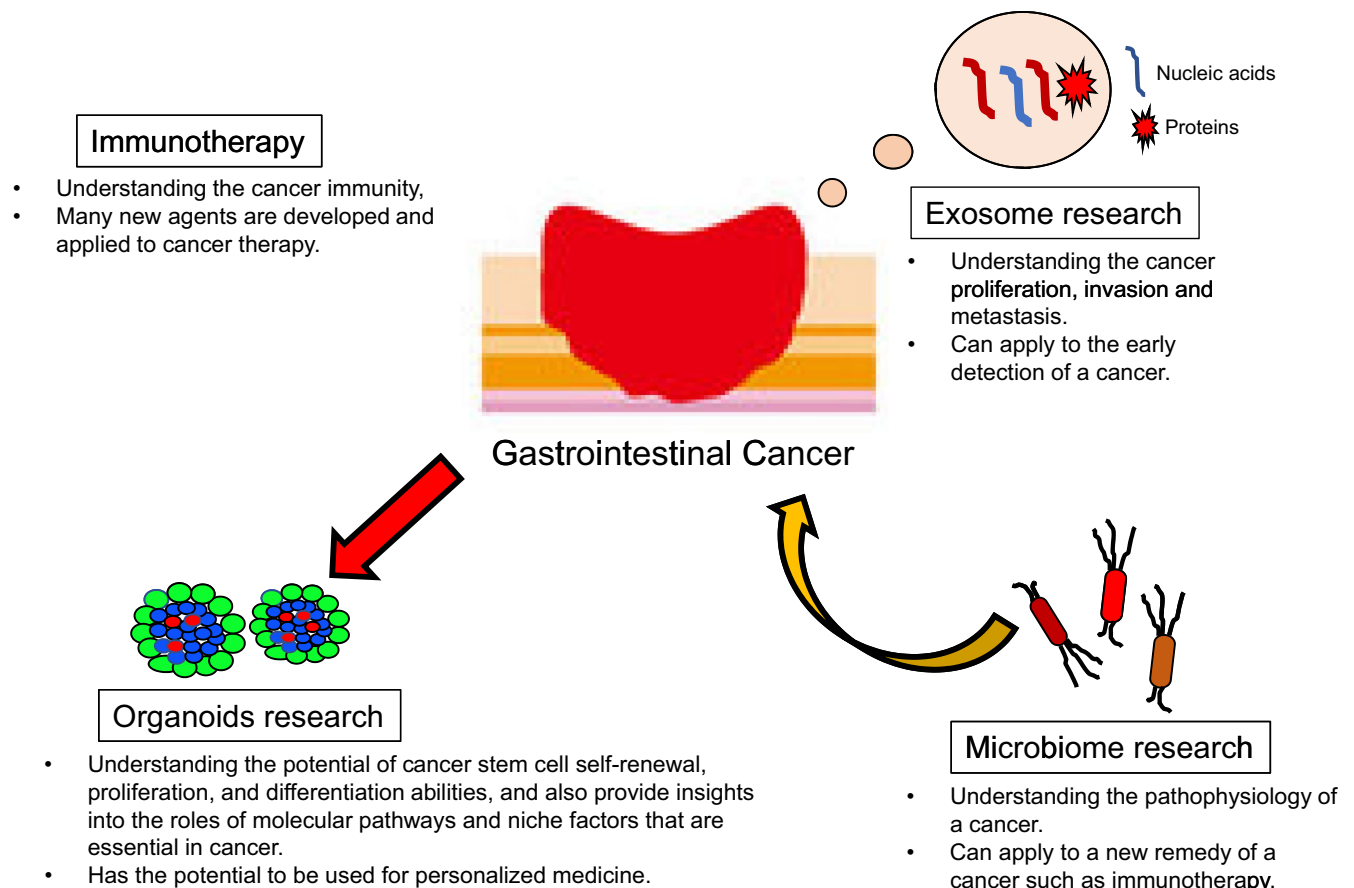 Nucleic acids
Proteins
Immunotherapy
• Understanding the cancer immunity,
• Many new agents are developed and
applied to cancer therapy.
Exosome research
• Understanding the cancer
proliferation, invasion and
metastasis.
• Can apply to the early
detection of a cancer.
Gastrointestinal Cancer
Organoids research
• Understanding the potential of cancer stem cell self-renewal,
proliferation, and differentiation abilities, and also provide insights
into the roles of molecular pathways and niche factors that are
essential in cancer.
• Has the potential to be used for personalized medicine.
Microbiome research
• Understanding the pathophysiology of
a cancer.
• Can apply to a new remedy of a
cancer such as immunotherapy.